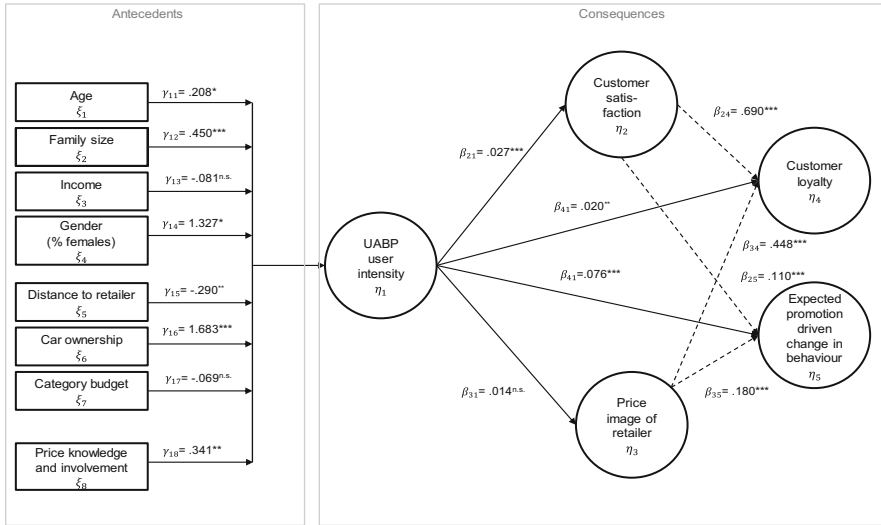 Antecedents
Consequences
Age
ξ₁
γ₁₁= .208*
Family size
ξ₂
γ₁₂= .450***
Income
ξ₃
γ₁₃= -.081ⁿ·ˢ·
Gender
(% females)
ξ₄
γ₁₄= 1.327*
Distance to retailer
ξ₅
γ₁₅= -.290**
Car ownership
ξ₆
γ₁₆= 1.683***
Category budget
ξ₇
γ₁₇= -.069ⁿ·ˢ·
Price knowledge
and involvement
ξ₈
γ₁₈= .341**
UABP
user
intensity
η₁
β₂₁= .027***
β₄₁= .020**
β₄₁=.076***
β₃₁= .014ⁿ·ˢ·
Customer
satis-
faction
η₂
Price
image of
retailer
η₃
β₂₄= .690***
β₃₄= .448***
β₂₅= .110***
β₃₅= .180***
Customer
loyalty
η₄
Expected
promotion
driven
change in
behaviour
η₅